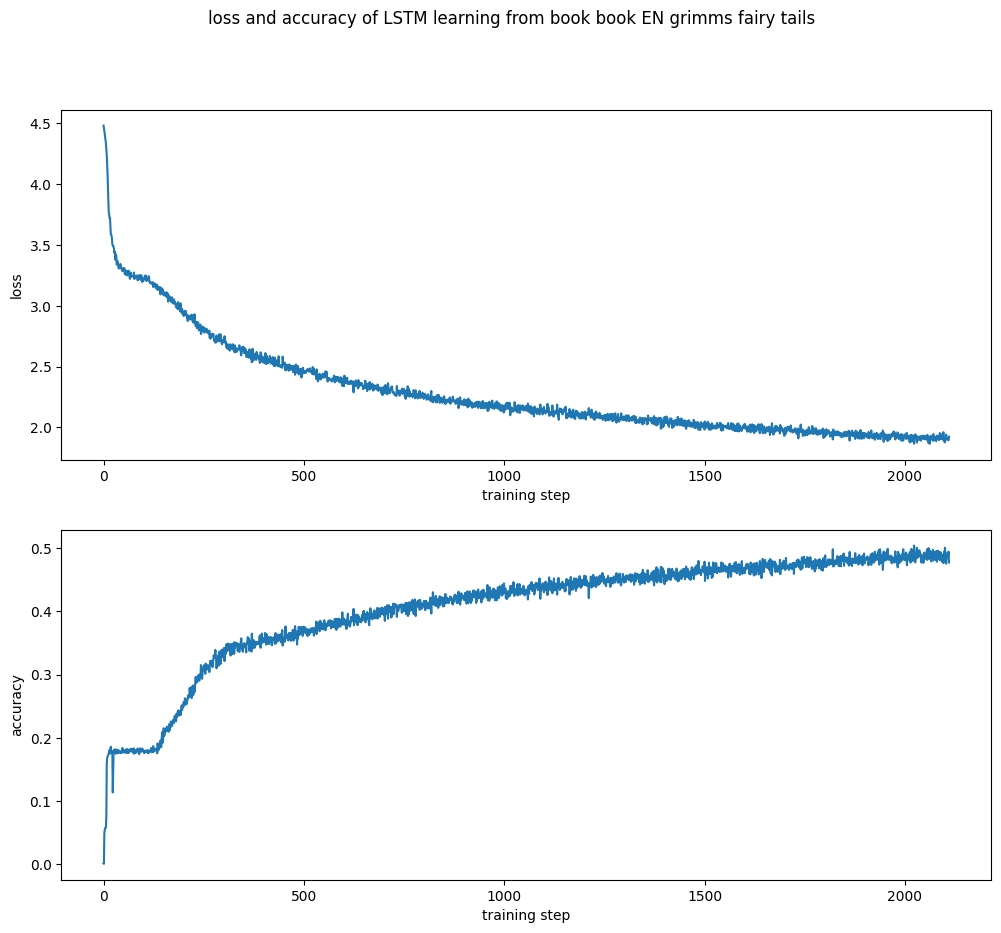 loss and accuracy of LSTM learning from book book EN grimms fairy tails
4.5
4.0
3.5
3.0
2.5
2.0
loss
0 500 1000 1500 2000
training step
0.5
0.4
0.3
0.2
0.1
0.0
accuracy
0 500 1000 1500 2000
training step